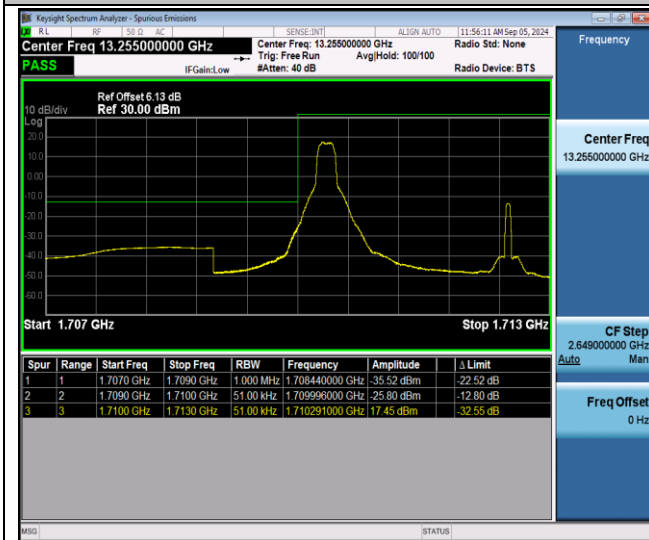 Keysight Spectrum Analyzer - Spurious Emissions
RL RF 50 Ω AC SENSE:INT ALIGN AUTO 11:56:11 AM Sep 05, 2024
Center Freq 13.255000000 GHz
Center Freq: 13.255000000 GHz
Radio Std: None
Trig: Free Run
Avg|Hold: 100/100
PASS
IFGain:Low
#Atten: 40 dB
Radio Device: BTS
Ref Offset 6.13 dB
10 dB/div
Ref 30.00 dBm
Log
20.0
10.0
0.00
-10.0
-20.0
-30.0
-40.0
-50.0
-60.0
Start 1.707 GHz
Stop 1.713 GHz
Spur Range Start Freq Stop Freq RBW Frequency Amplitude Δ Limit
1 1 1.7070 GHz 1.7090 GHz 1.000 MHz 1.708440000 GHz -35.52 dBm -22.52 dB
2 2 1.7090 GHz 1.7100 GHz 51.00 kHz 1.709996000 GHz -25.80 dBm -12.80 dB
3 3 1.7100 GHz 1.7130 GHz 51.00 kHz 1.710291000 GHz 17.45 dBm -32.55 dB
MSG
STATUS
Frequency
Center Freq
13.255000000 GHz
CF Step
2.649000000 GHz
Auto Man
Freq Offset
0 Hz